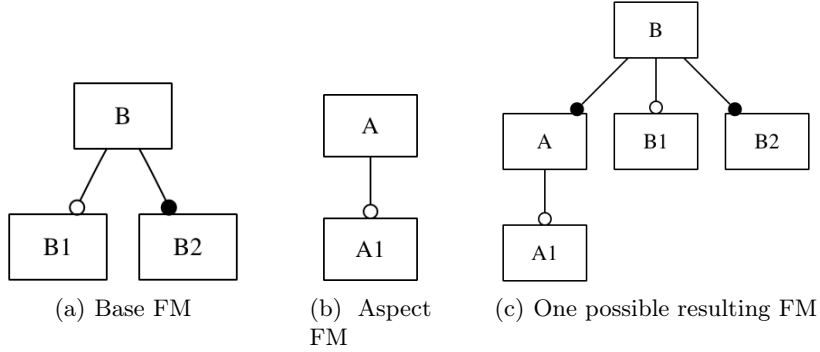 B
B1
B2
(a) Base FM
A
A1
(b) Aspect
FM
B
A
B1
B2
A1
(c) One possible resulting FM